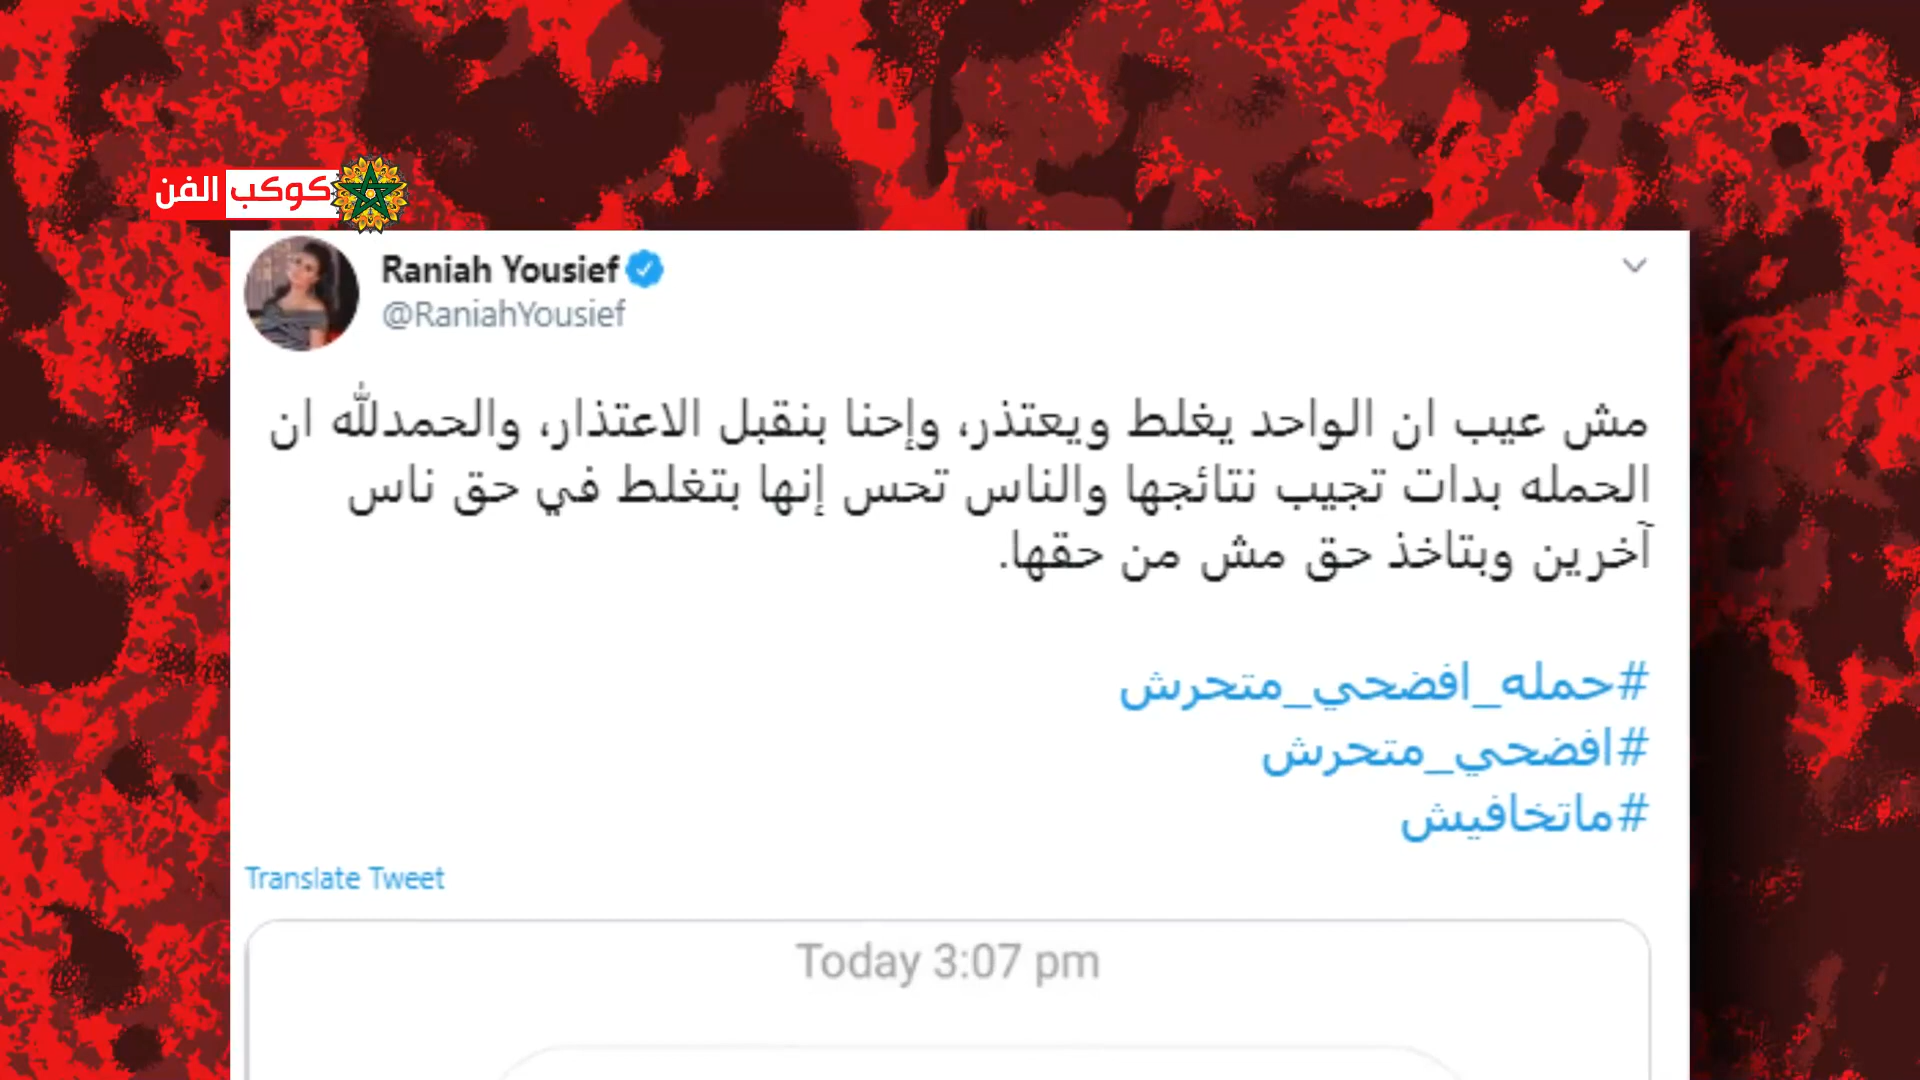 كوكب الفن
Raniah Yousief
@RaniahYousief
مش عيب ان الواحد يغلط ويعتذر، وإحنا بنقبل الاعتذار، والحمدلله ان
الحمله بدات تجيب نتائجها والناس تحس إنها بتغلط في حق ناس
آخرين وبتاخذ حق مش من حقها.
#حمله_افضحي_متحرش
#افضحي_متحرش
#ماتخافيش
Translate Tweet
Today 3:07 pm